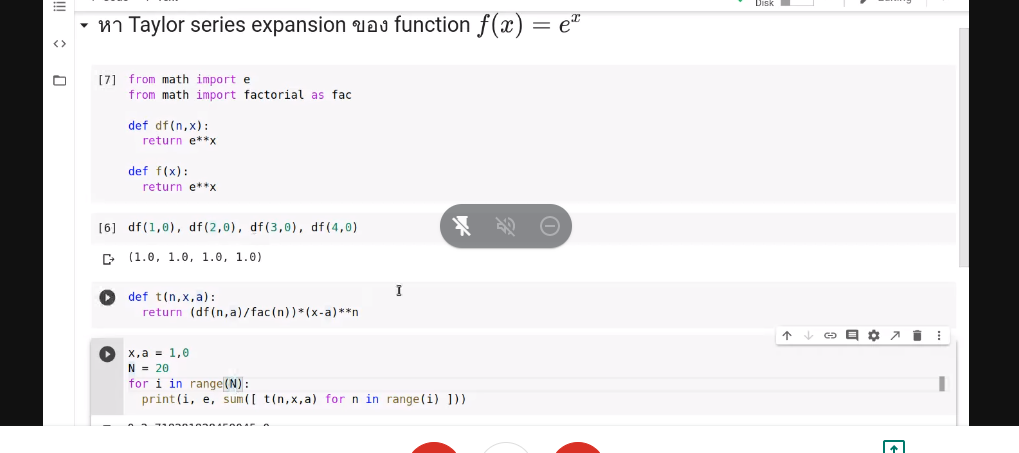 Disk
หา Taylor series expansion ของ function f(x) = e^x
[7] from math import e
from math import factorial as fac
def df(n,x):
return e**x
def f(x):
return e**x
[6] df(1,0), df(2,0), df(3,0), df(4,0)
(1.0, 1.0, 1.0, 1.0)
def t(n,x,a):
return (df(n,a)/fac(n))*(x-a)**n
x,a = 1,0
N = 20
for i in range(N):
print(i, e, sum([ t(n,x,a) for n in range(i) ]))